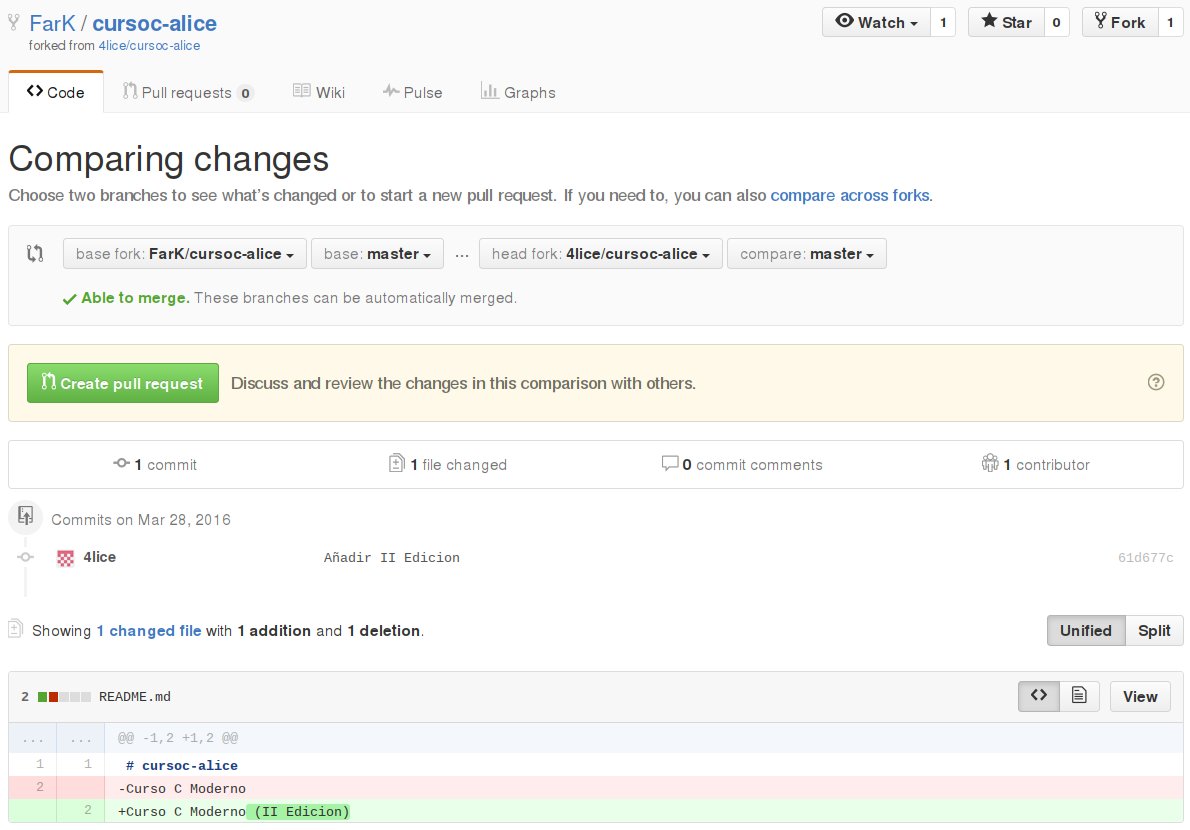 FarK / cursoc-alice
Watch 1 Star 0 Fork 1
forked from 4lice/cursoc-alice
Code Pull requests 0 Wiki Pulse Graphs
Comparing changes
Choose two branches to see what's changed or to start a new pull request. If you need to, you can also compare across forks.
base fork: FarK/cursoc-alice base: master ... head fork: 4lice/cursoc-alice compare: master
Able to merge. These branches can be automatically merged.
Create pull request Discuss and review the changes in this comparison with others. ?
1 commit 1 file changed 0 commit comments 1 contributor
Commits on Mar 28, 2016
4lice Añadir II Edicion 61d677c
Showing 1 changed file with 1 addition and 1 deletion.
Unified Split
2 README.md <> View
... ... @@ -1,2 +1,2 @@
1 1 # cursoc-alice
2 -Curso C Moderno
2 +Curso C Moderno (II Edicion)